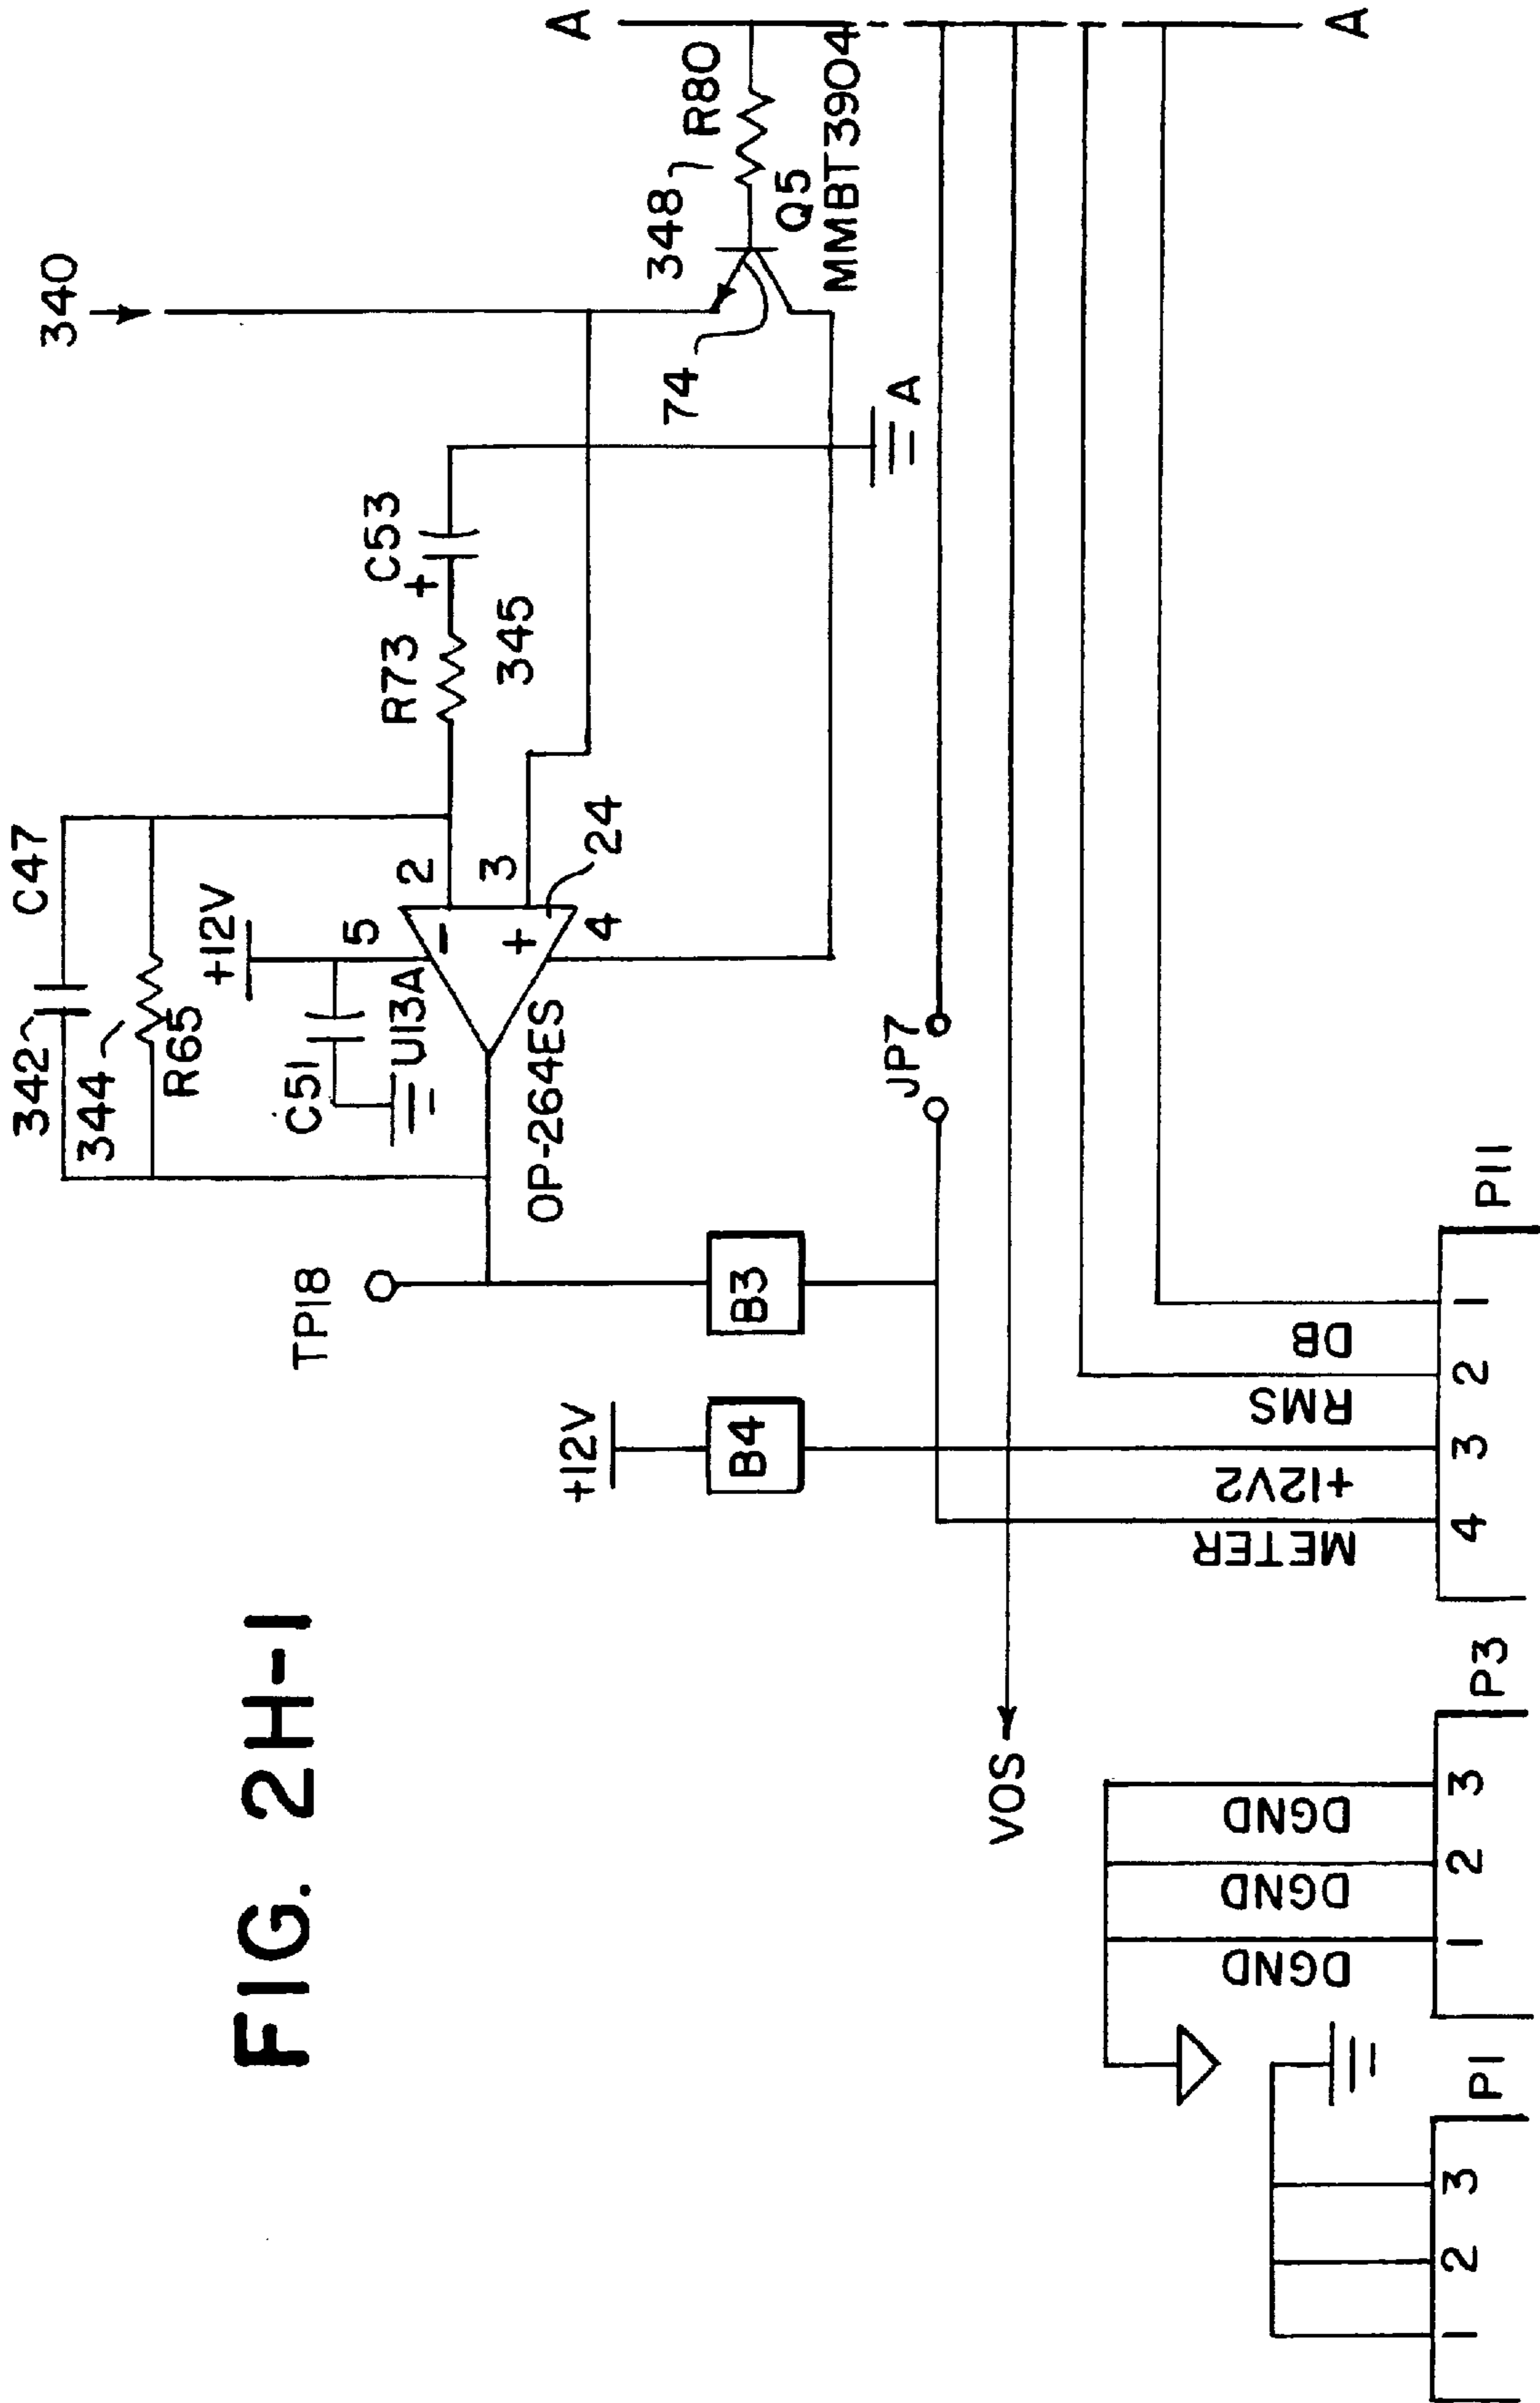 FIG. 2H-1
340
A
342
C47
344
R65
+12V
5
C51
U13A
2
3
4
24
OP-264ES
R73
345
+
C53
348
R80
Q5
MMBT3904
74
A
TP18
B3
+12V
B4
JP7
VOS
A
METER
+12V2
RMS
DB
4
3
2
1
P11
DGND
DGND
DGND
1
2
3
P3
1
2
3
P1